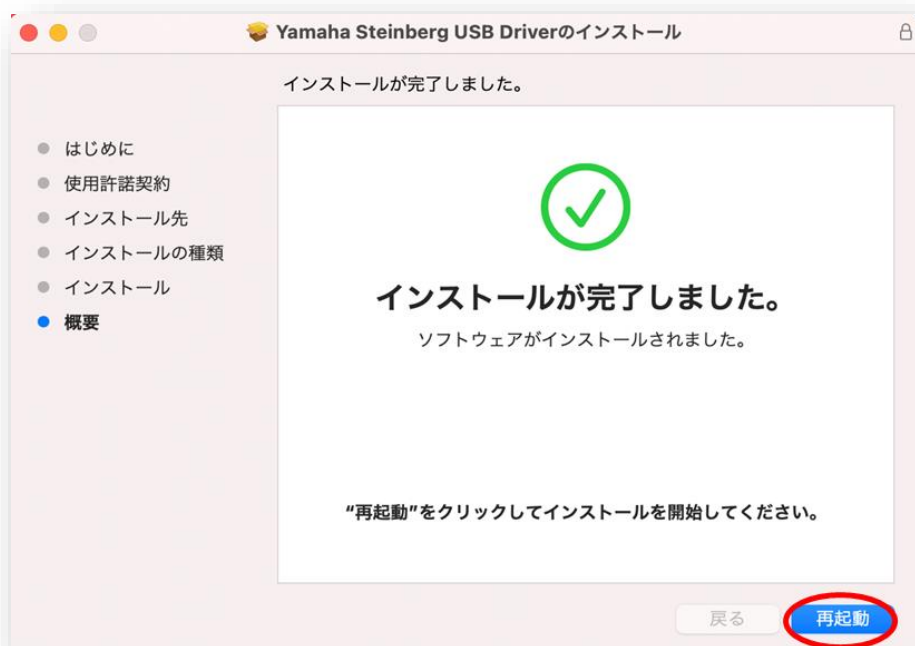 Yamaha Steinberg USB Driverのインストール
インストールが完了しました。
はじめに
使用許諾契約
インストール先
インストールの種類
インストール
概要
インストールが完了しました。
ソフトウェアがインストールされました。
“再起動”をクリックしてインストールを開始してください。
戻る
再起動